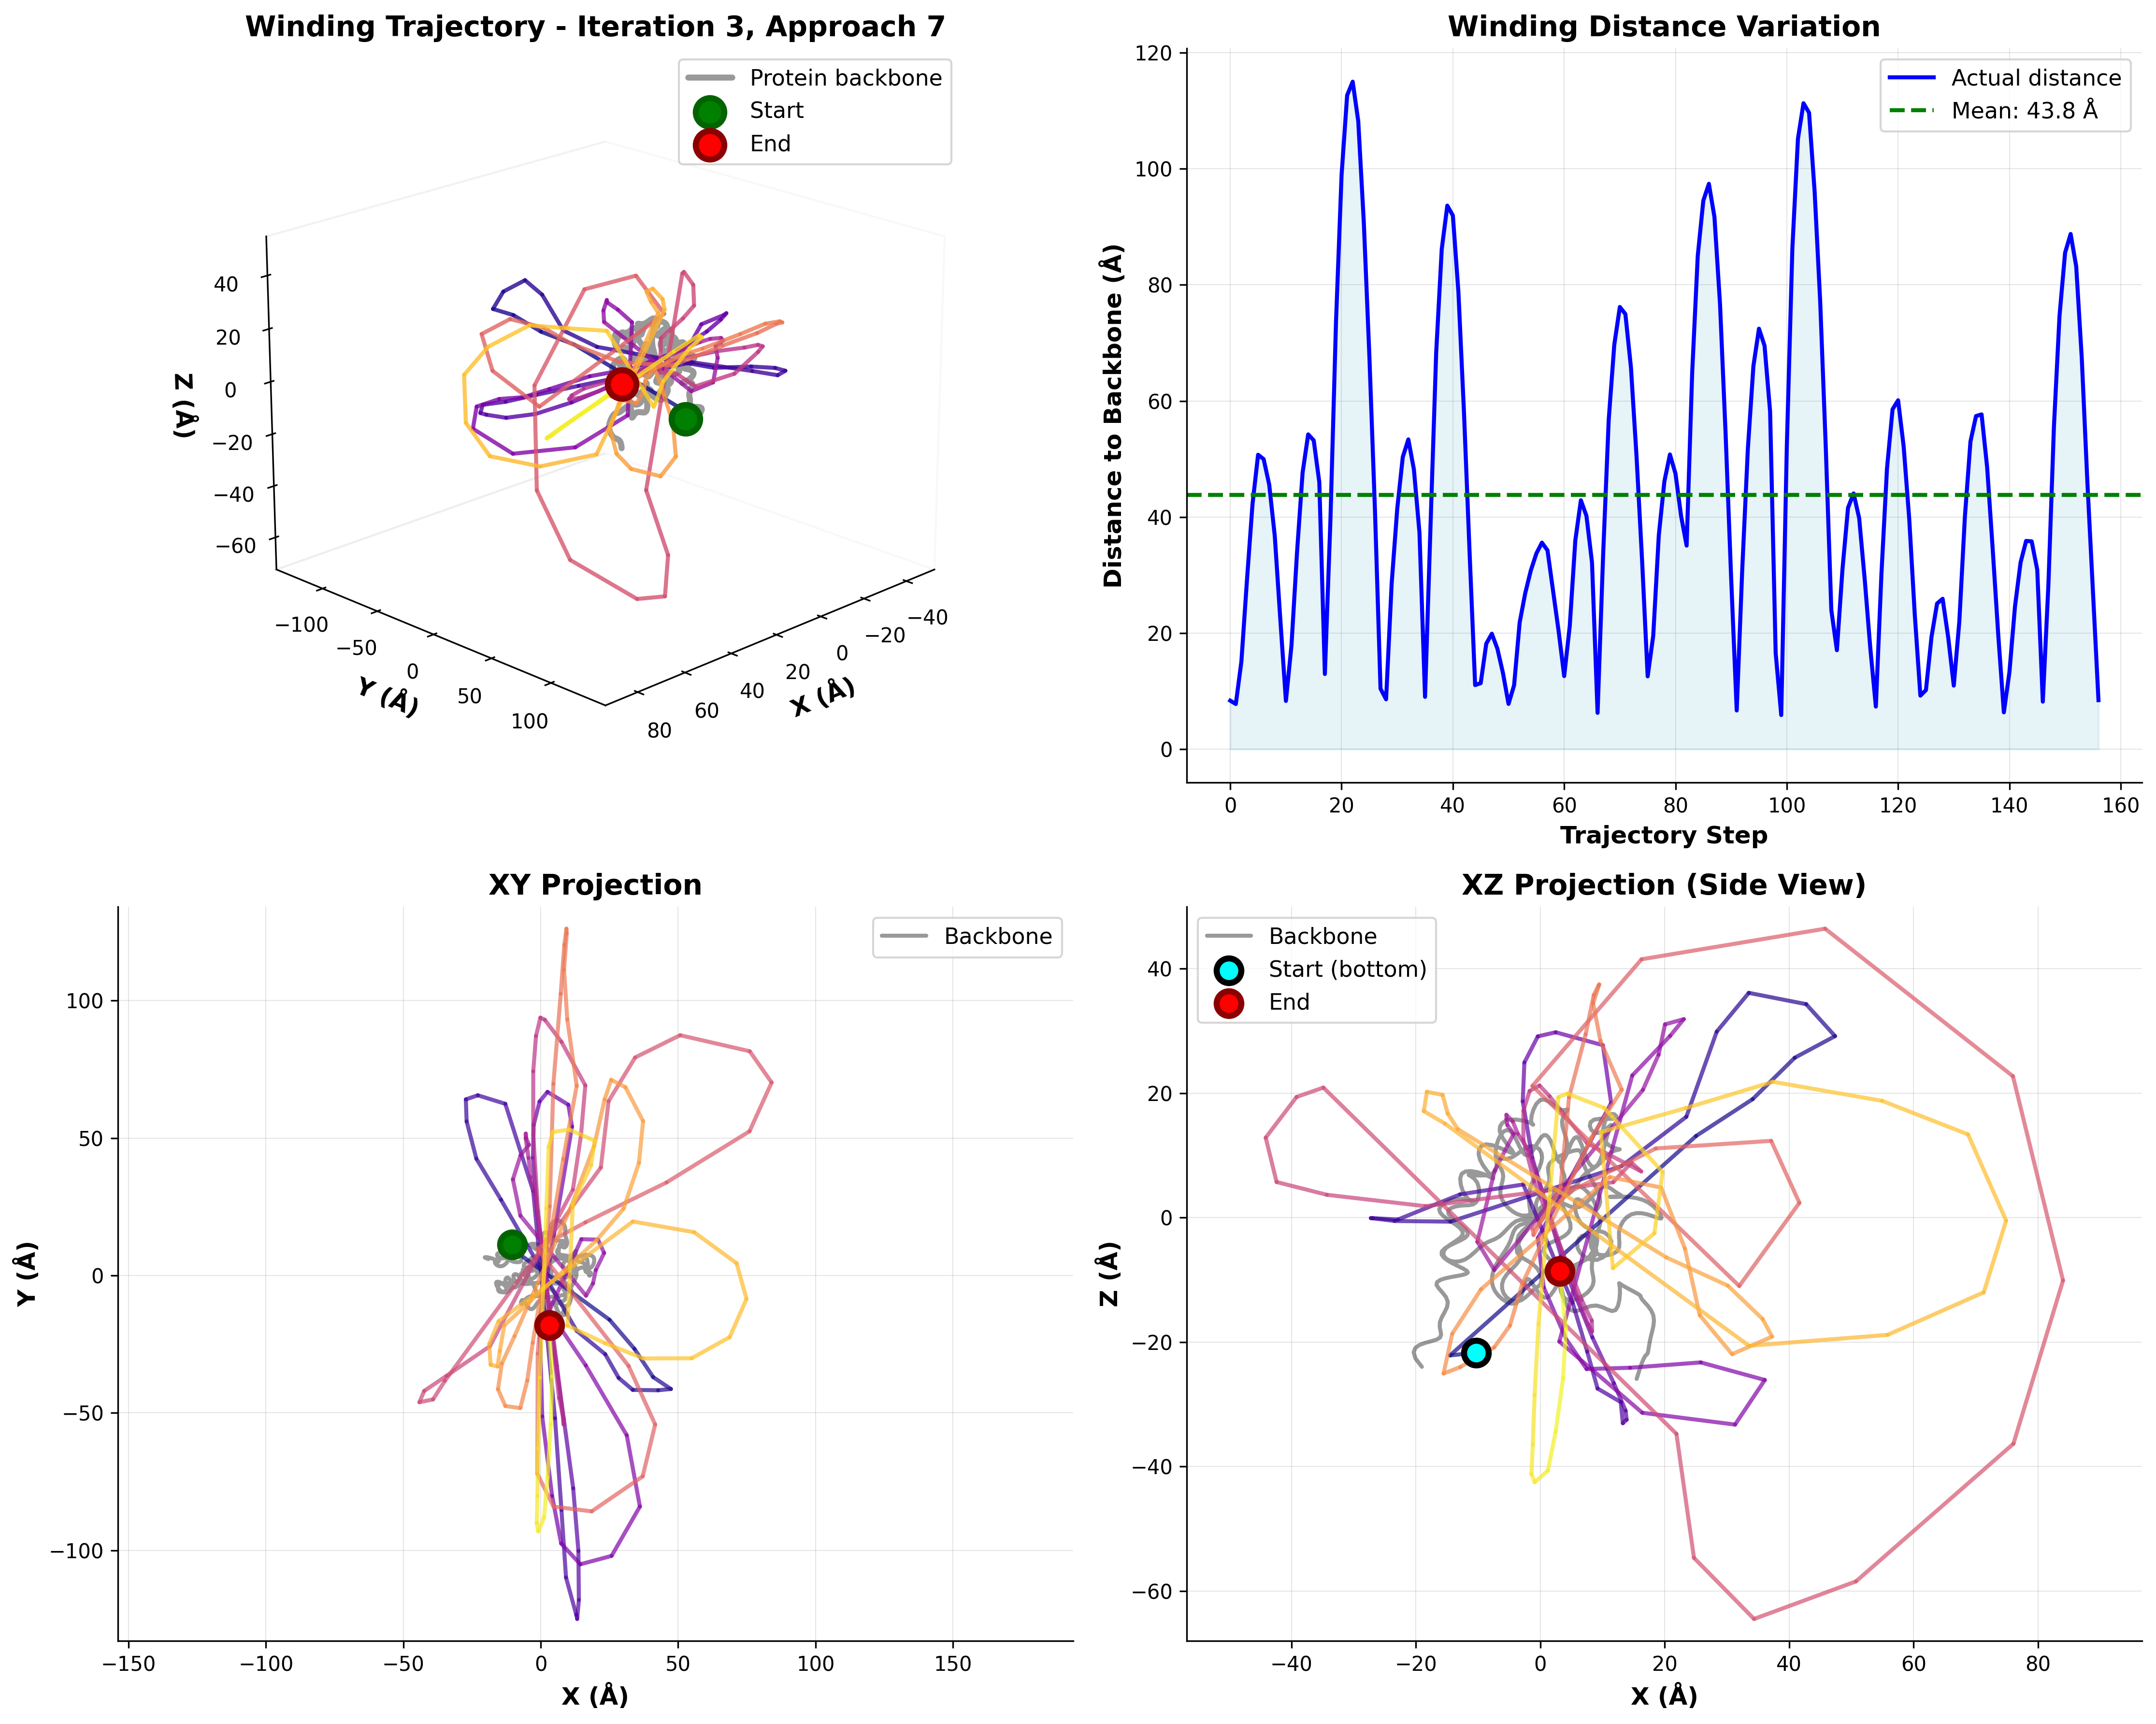 Winding Trajectory - Iteration 3, Approach 7
Protein backbone
Start
End
40
20
0
−20
−40
−60
Z (Å)
−100
−50
0
50
100
Y (Å)
80
60
40
20
0
−20
−40
X (Å)
Winding Distance Variation
Actual distance
Mean: 43.8 Å
120
100
80
60
40
20
0
Distance to Backbone (Å)
0 20 40 60 80 100 120 140 160
Trajectory Step
XY Projection
Backbone
100
50
0
−50
−100
Y (Å)
−150 −100 −50 0 50 100 150
X (Å)
XZ Projection (Side View)
Backbone
Start (bottom)
End
40
20
0
−20
−40
−60
Z (Å)
−40 −20 0 20 40 60 80
X (Å)